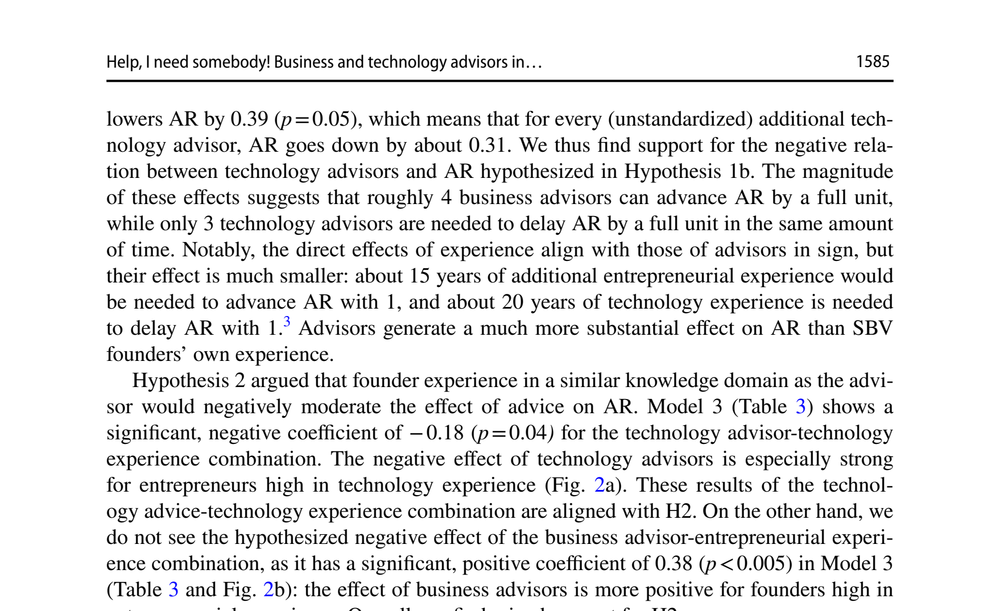 Help, I need somebody! Business and technology advisors in…
1585
lowers AR by 0.39 (p=0.05), which means that for every (unstandardized) additional tech-
nology advisor, AR goes down by about 0.31. We thus find support for the negative rela-
tion between technology advisors and AR hypothesized in Hypothesis 1b. The magnitude
of these effects suggests that roughly 4 business advisors can advance AR by a full unit,
while only 3 technology advisors are needed to delay AR by a full unit in the same amount
of time. Notably, the direct effects of experience align with those of advisors in sign, but
their effect is much smaller: about 15 years of additional entrepreneurial experience would
be needed to advance AR with 1, and about 20 years of technology experience is needed
to delay AR with 1.3 Advisors generate a much more substantial effect on AR than SBV
founders’ own experience.
Hypothesis 2 argued that founder experience in a similar knowledge domain as the advi-
sor would negatively moderate the effect of advice on AR. Model 3 (Table 3) shows a
significant, negative coefficient of −0.18 (p=0.04) for the technology advisor-technology
experience combination. The negative effect of technology advisors is especially strong
for entrepreneurs high in technology experience (Fig. 2a). These results of the technol-
ogy advice-technology experience combination are aligned with H2. On the other hand, we
do not see the hypothesized negative effect of the business advisor-entrepreneurial experi-
ence combination, as it has a significant, positive coefficient of 0.38 (p<0.005) in Model 3
(Table 3 and Fig. 2b): the effect of business advisors is more positive for founders high in